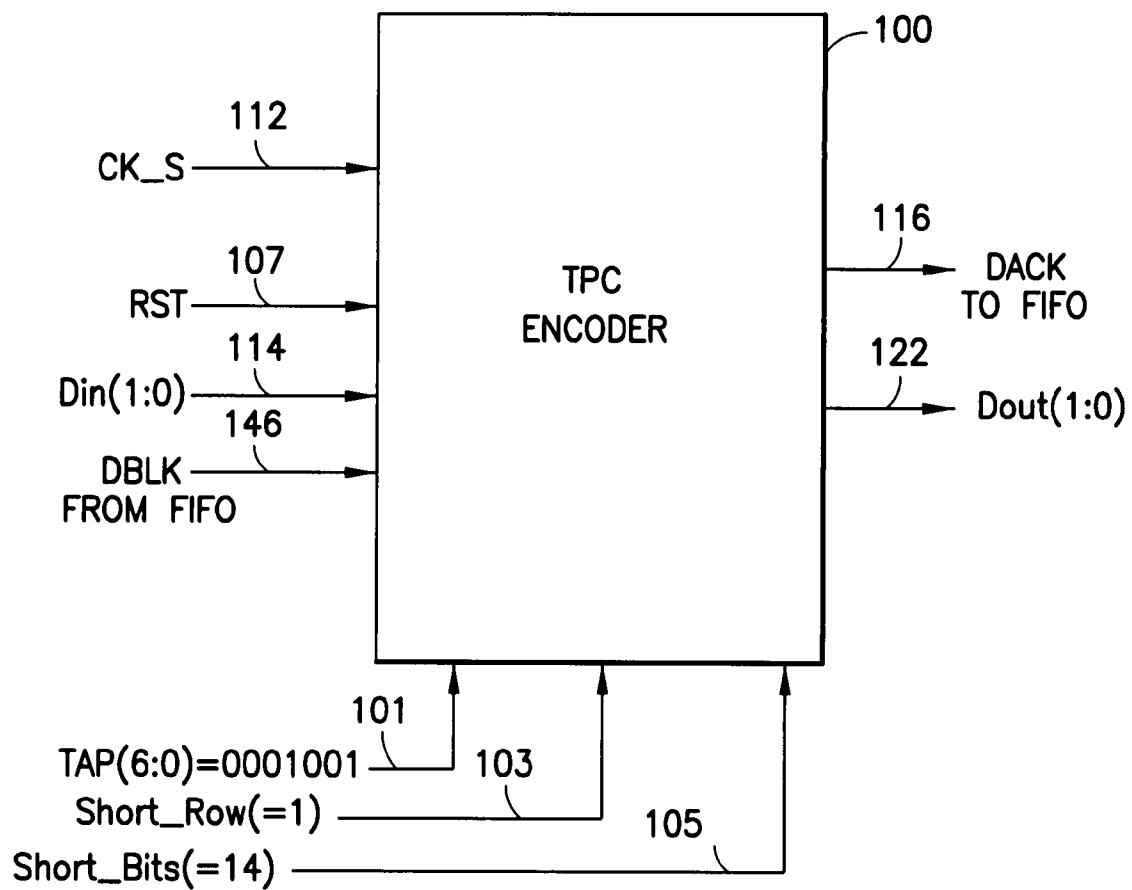 100
112
CK_S
116
107
DACK
TO FIFO
RST
TPC
ENCODER
114
122
Din(1:0)
Dout(1:0)
146
DBLK
FROM FIFO
101
TAP(6:0)=0001001
103
Short_Row(=1)
105
Short_Bits(=14)